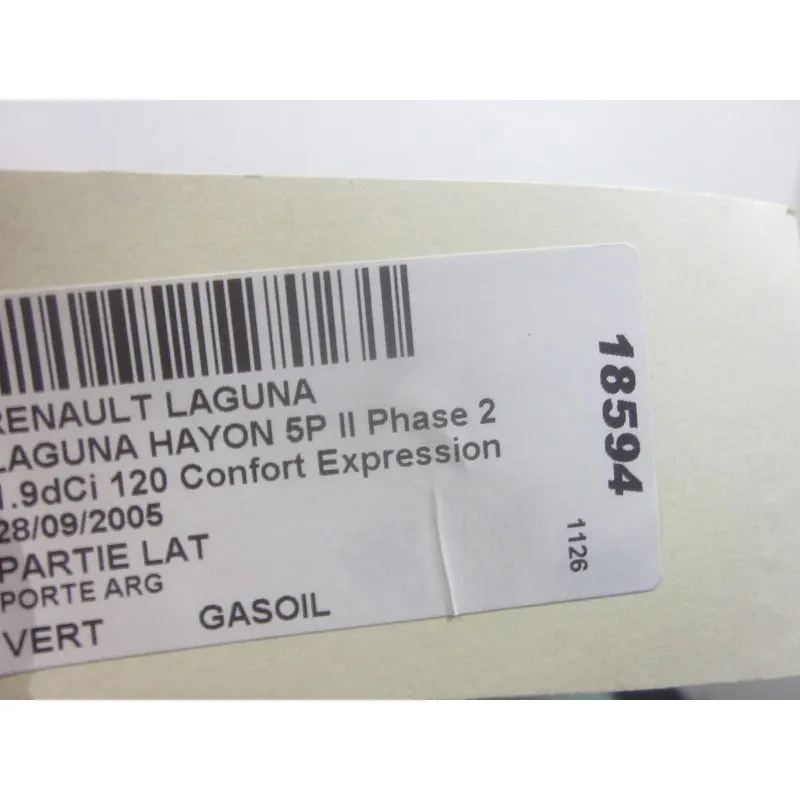 RENAULT LAGUNA
LAGUNA HAYON 5P II Phase 2
1.9dCi 120 Confort Expression
28/09/2005
PARTIE LAT
PORTE ARG
VERT GASOIL
18594
1126